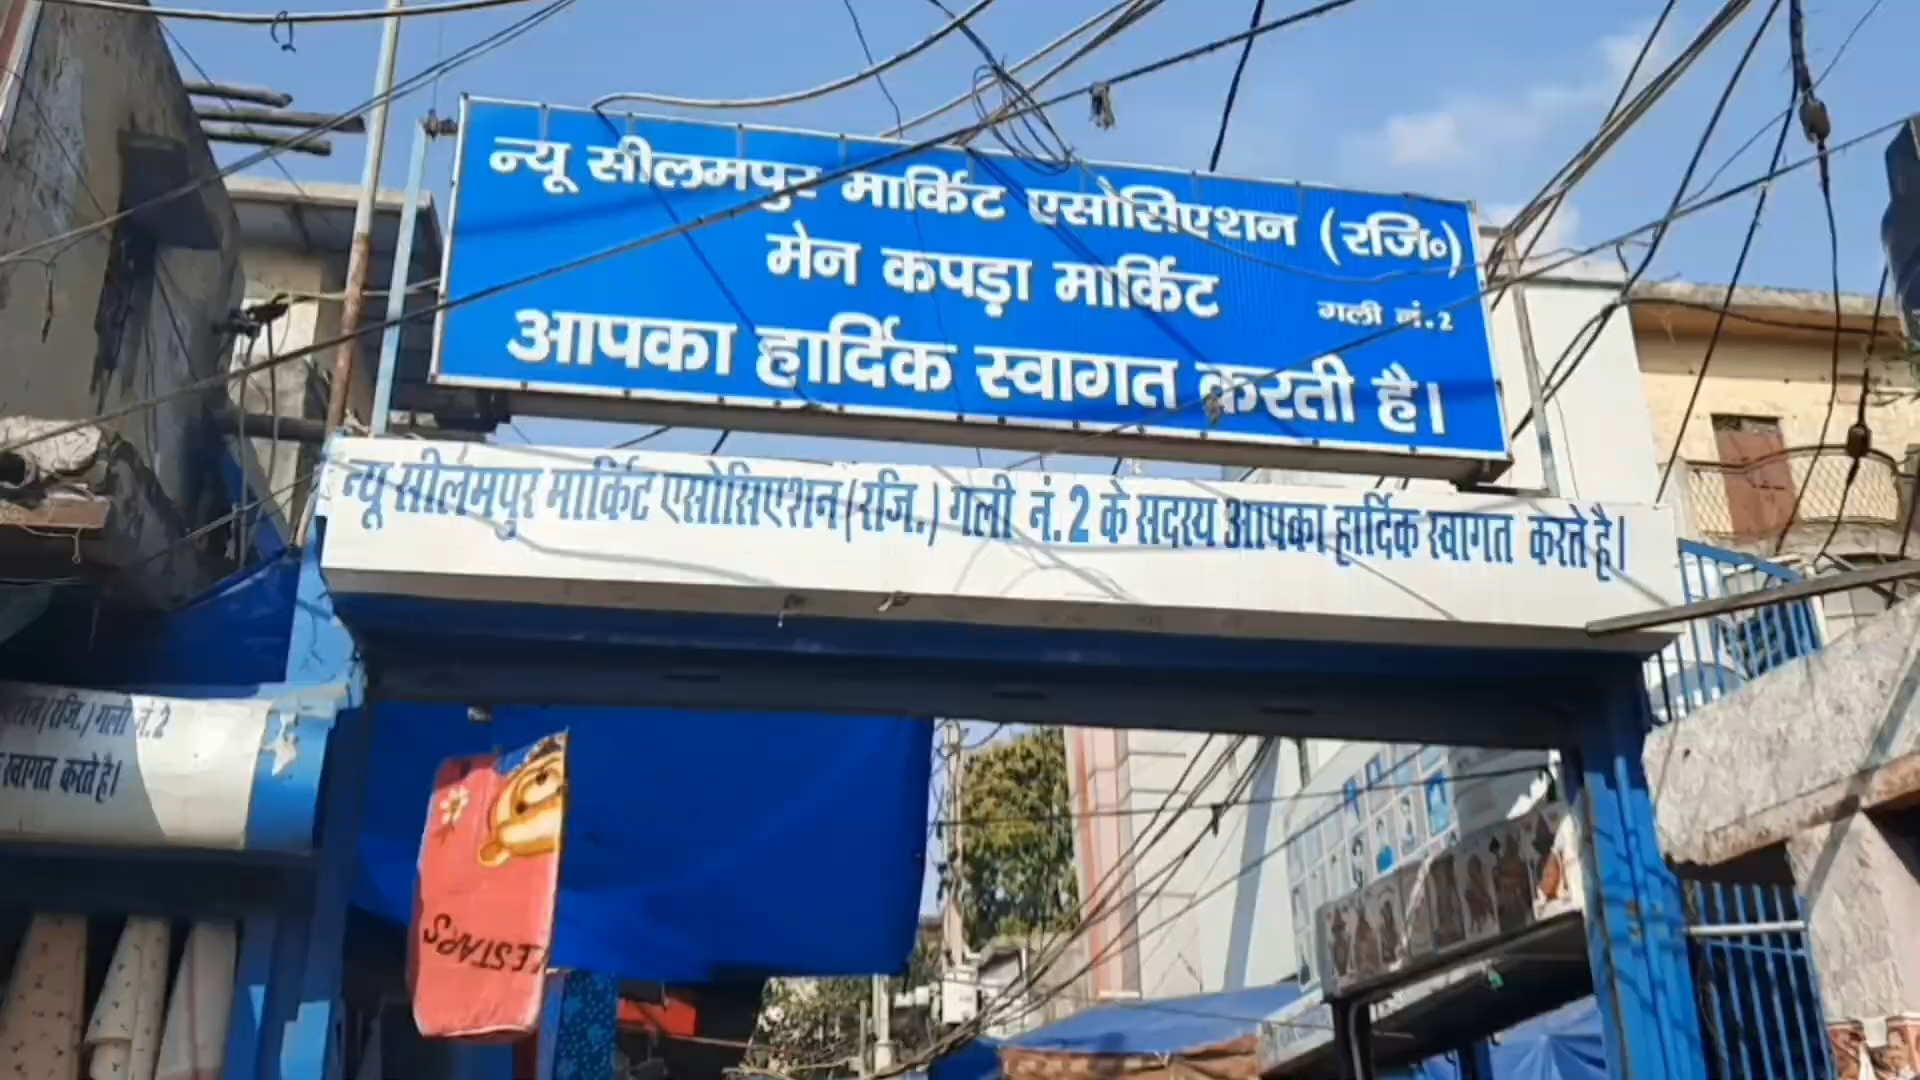 न्यू सीलमपुर मार्किट एसोसिएशन (रजि०)
मेन कपड़ा मार्किट
गली नं.2
आपका हार्दिक स्वागत करती है।
न्यू सीलमपुर मार्किट एसोसिएशन (रजि.) गली नं.2 के सदस्य आपका हार्दिक स्वागत करते है।
(रजि.) गली नं.2
स्वागत करते है।